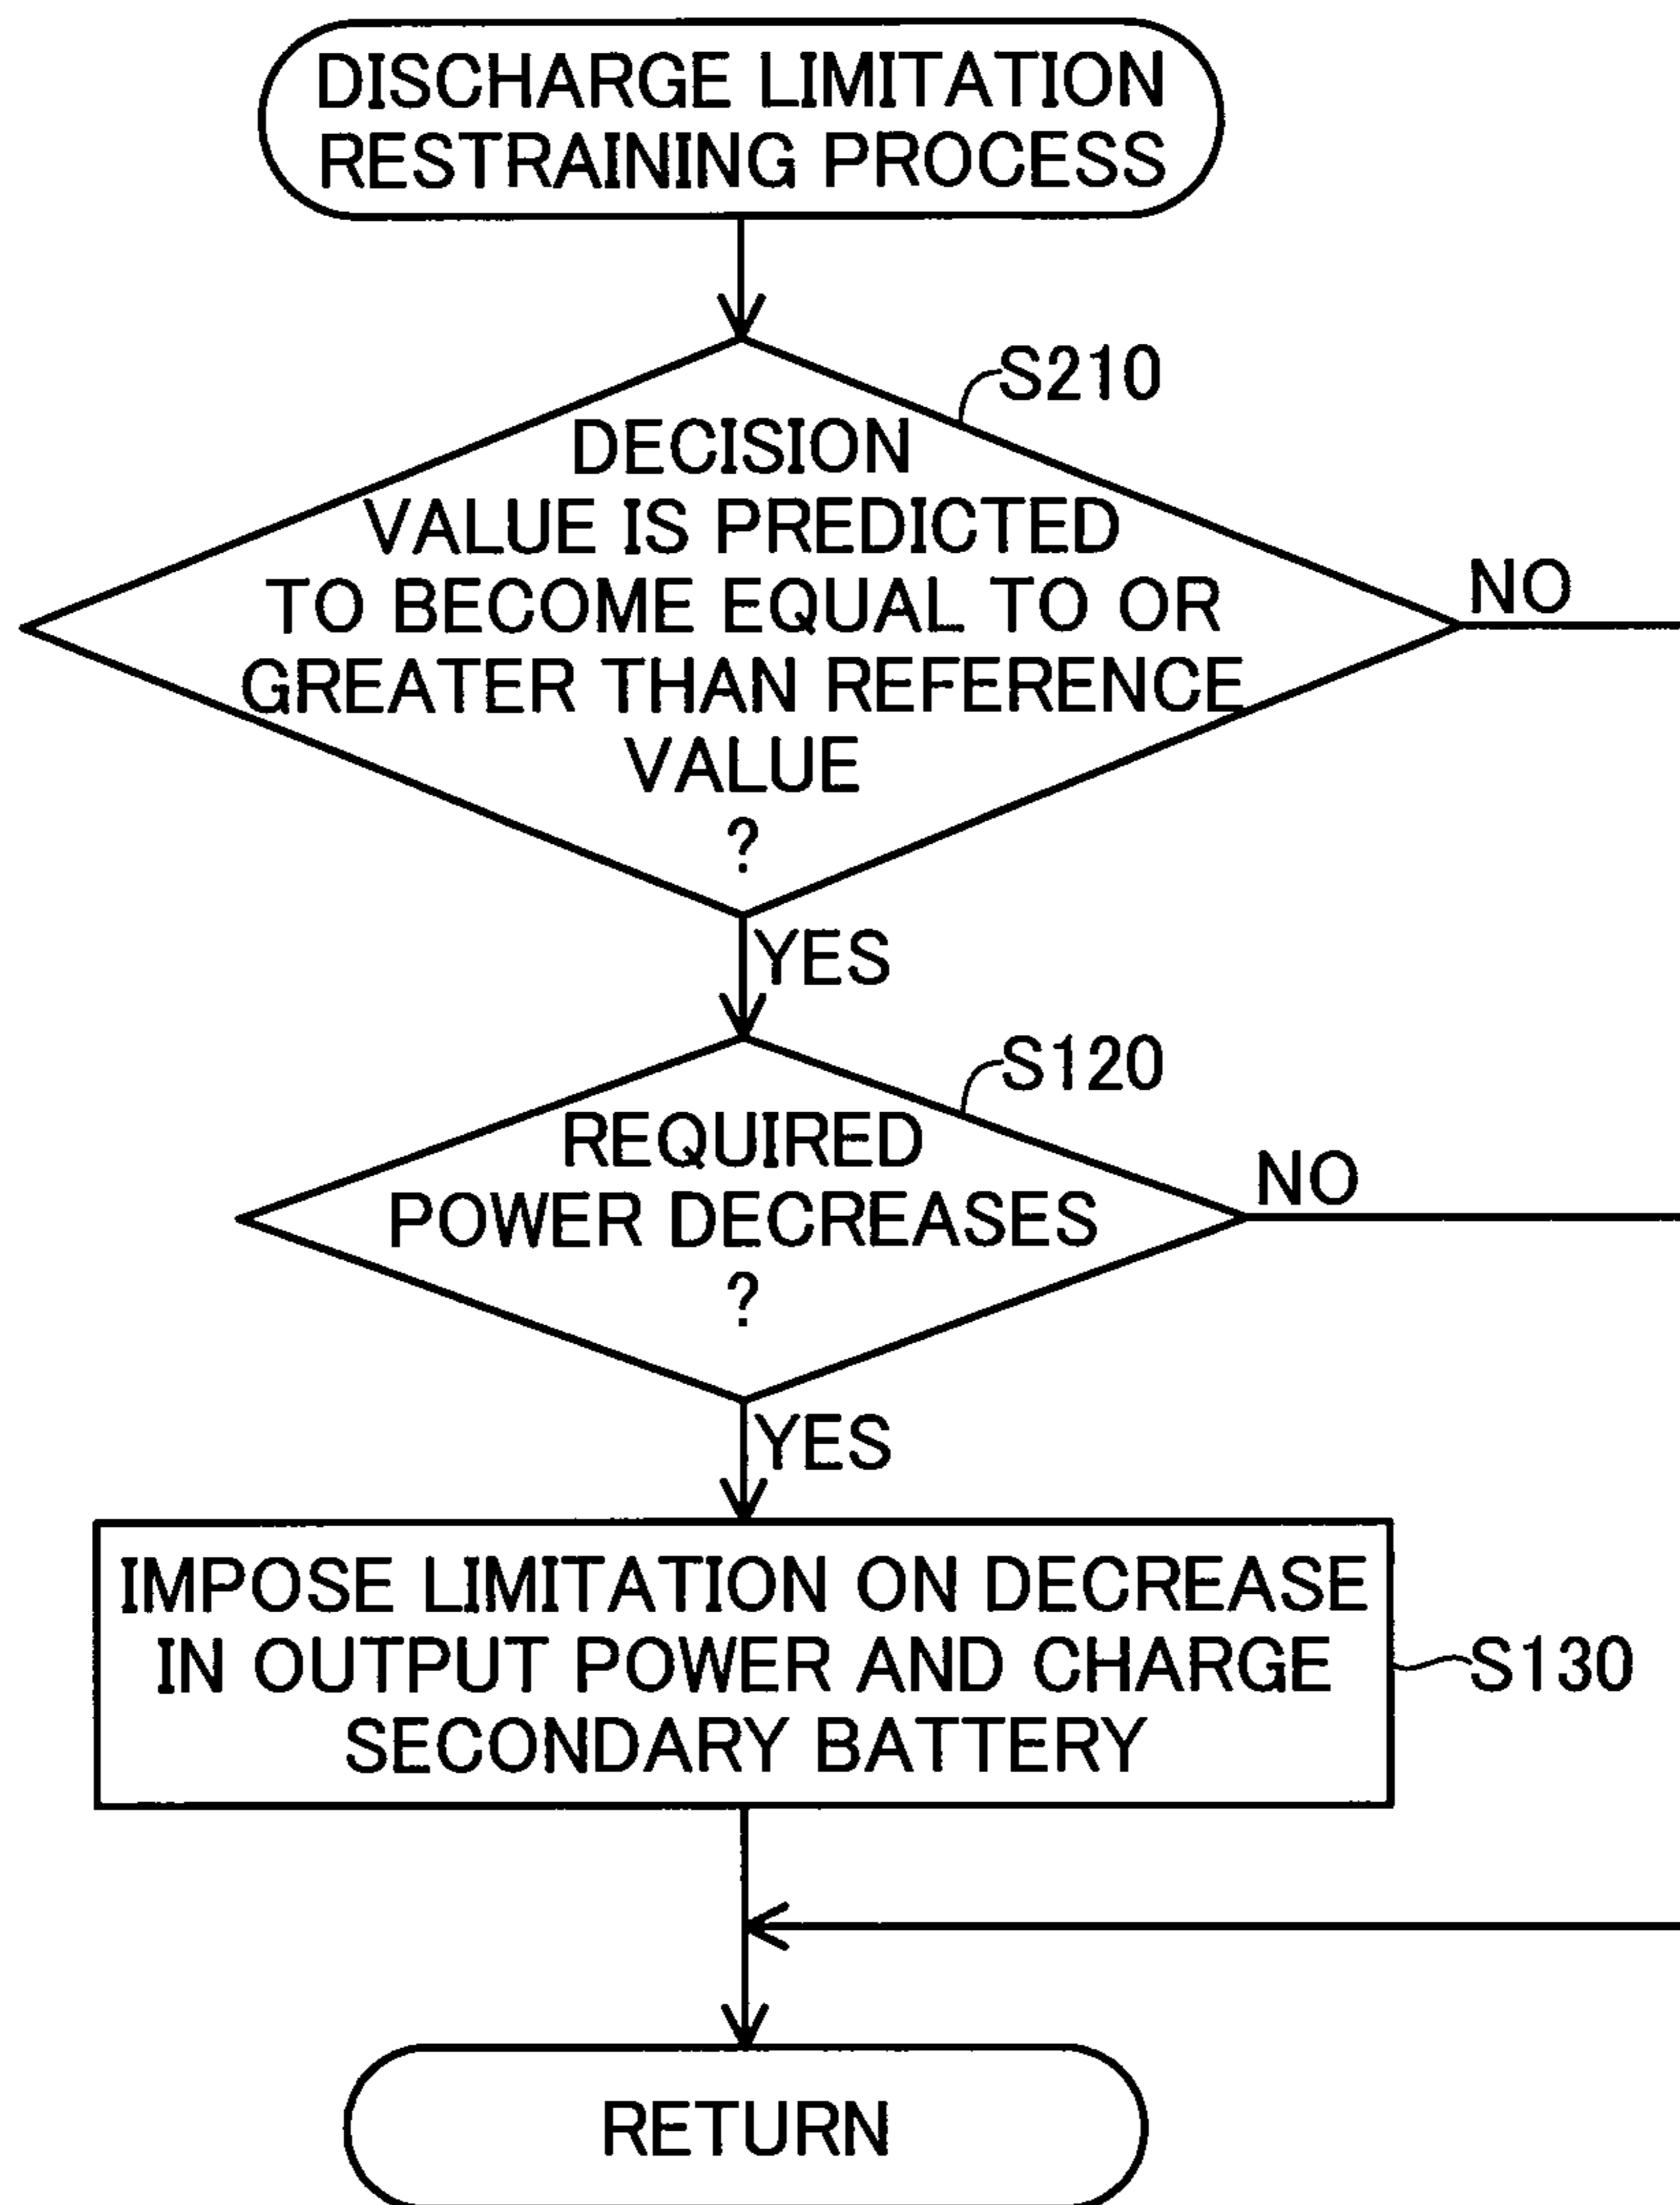 DISCHARGE LIMITATION
RESTRAINING PROCESS
S210
DECISION
VALUE IS PREDICTED
TO BECOME EQUAL TO OR
GREATER THAN REFERENCE
VALUE
?
NO
YES
S120
REQUIRED
POWER DECREASES
?
NO
YES
IMPOSE LIMITATION ON DECREASE
IN OUTPUT POWER AND CHARGE
SECONDARY BATTERY
S130
RETURN